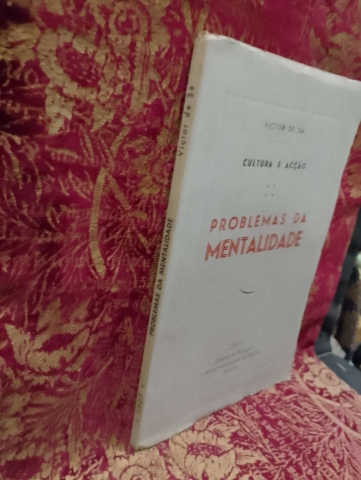 Victor de Sá
PROBLEMAS DA MENTALIDADE
VICTOR DE SÁ
CULTURA E ACÇÃO
PROBLEMAS DA
MENTALIDADE